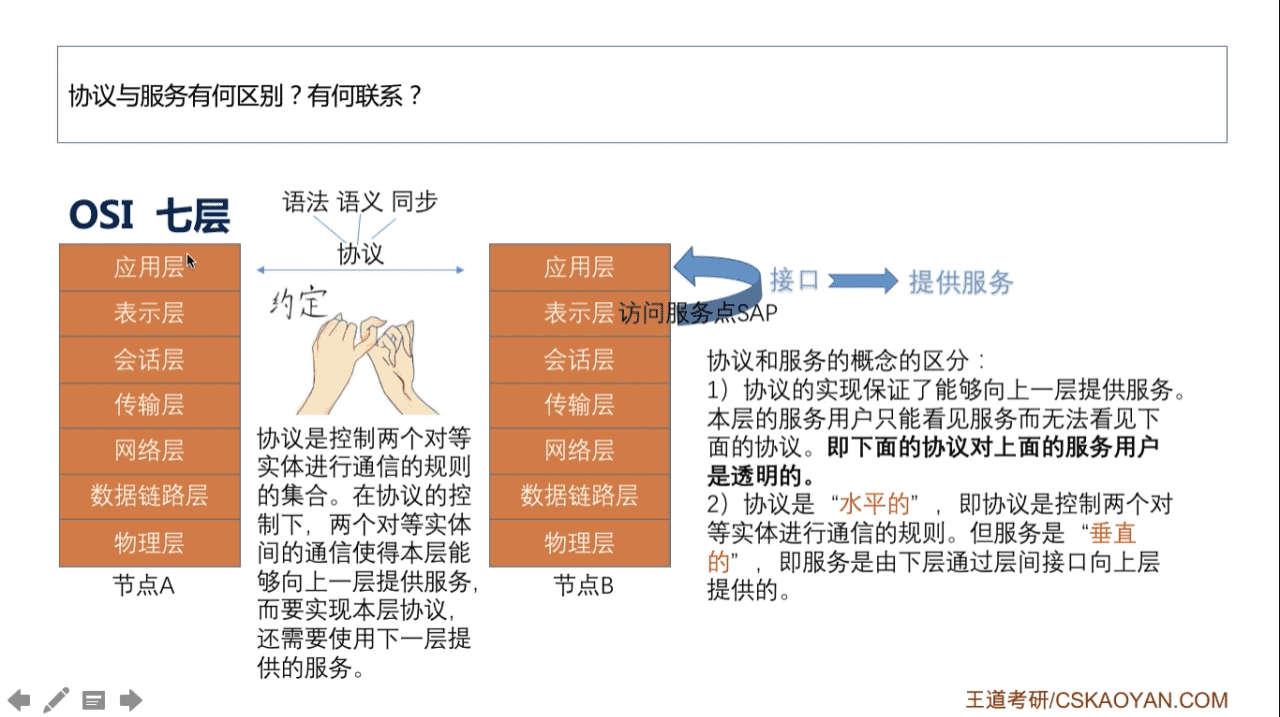 协议与服务有何区别？有何联系？
OSI 七层
语法 语义 同步
协议
约定
应用层
表示层
会话层
传输层
网络层
数据链路层
物理层
节点A
协议是控制两个对等
实体进行通信的规则
的集合。在协议的控
制下，两个对等实体
间的通信使得本层能
够向上一层提供服务，
而要实现本层协议，
还需要使用下一层提
供的服务。
应用层
表示层
会话层
传输层
网络层
数据链路层
物理层
节点B
接口
提供服务
访问服务点SAP
协议和服务的概念的区分：
1）协议的实现保证了能够向上一层提供服务。
本层的服务用户只能看见服务而无法看见下
面的协议。即下面的协议对上面的服务用户
是透明的。
2）协议是“水平的”，即协议是控制两个对
等实体进行通信的规则。但服务是“垂直
的”，即服务是由下层通过层间接口向上层
提供的。
王道考研/CSKAOYAN.COM